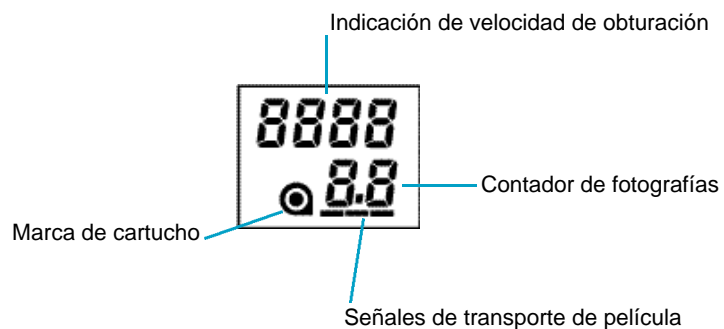 Indicación de velocidad de obturación
8888
8.8
Contador de fotografías
Marca de cartucho
Señales de transporte de película